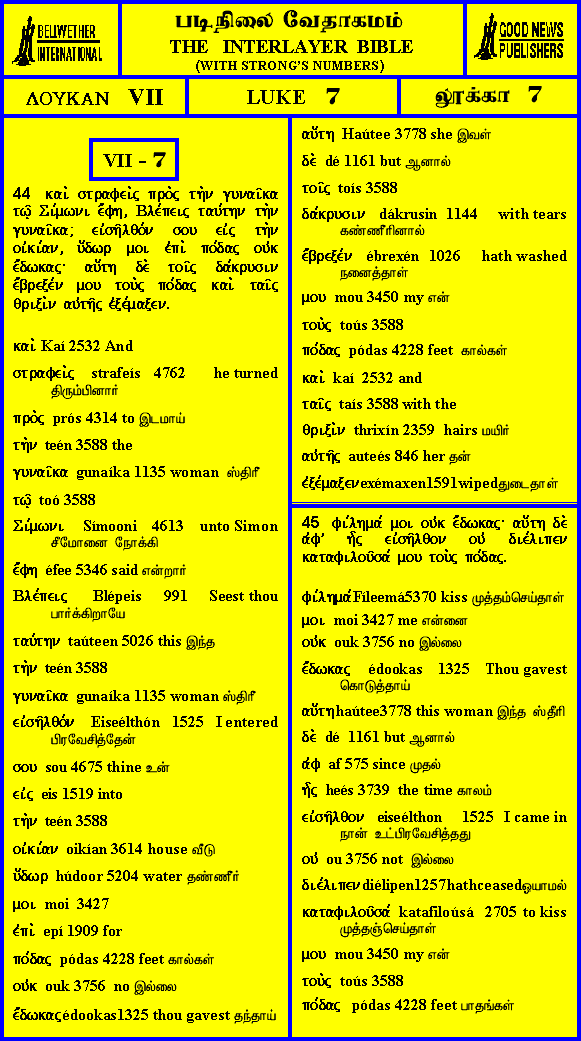 BELLWETHER
INTERNATIONAL
படிநிலை வேதாகமம்
THE INTERLAYER BIBLE
(WITH STRONG'S NUMBERS)
GOOD NEWS
PUBLISHERS
ΛΟΥΚΑΝ VII
LUKE 7
லூக்கா 7
VII - 7
44 καὶ στραφεὶς πρὸς τὴν γυναῖκα
τῷ Σίμωνι ἔφη, Βλέπεις ταύτην τὴν
γυναῖκα; εἰσῆλθόν σου εἰς τὴν
οἰκίαν, ὕδωρ μοι ἐπὶ πόδας οὐκ
ἔδωκας· αὕτη δὲ τοῖς δάκρυσιν
ἔβρεξέν μου τοὺς πόδας καὶ ταῖς
θριξὶν αὐτῆς ἐξέμαξεν.
καὶ Kaí 2532 And
στραφεὶς strafeís 4762 he turned
திரும்பினார்
πρὸς prós 4314 to இடமாய்
τὴν teén 3588 the
γυναῖκα gunaíka 1135 woman ஸ்திரீ
τῷ toó 3588
Σίμωνι Símooni 4613 unto Simon
சீமோனை நோக்கி
ἔφη éfee 5346 said என்றார்
Βλέπεις Blépeis 991 Seest thou
பார்க்கிறாயே
ταύτην taúteen 5026 this இந்த
τὴν teén 3588
γυναῖκα gunaíka 1135 woman ஸ்திரீ
εἰσῆλθόν Eiseélthón 1525 I entered
பிரவேசித்தேன்
σου sou 4675 thine உன்
εἰς eis 1519 into
τὴν teén 3588
οἰκίαν oikían 3614 house வீடு
ὕδωρ húdoor 5204 water தண்ணீர்
μοι moi 3427
ἐπὶ epí 1909 for
πόδας pódas 4228 feet கால்கள்
οὐκ ouk 3756 no இல்லை
ἔδωκας édookas1325 thou gavest தந்தாய்
αὕτη Haútee 3778 she இவள்
δὲ dé 1161 but ஆனால்
τοῖς toís 3588
δάκρυσιν dákrusin 1144 with tears
கண்ணீரினால்
ἔβρεξέν ébrexén 1026 hath washed
நனைத்தாள்
μου mou 3450 my என்
τοὺς toús 3588
πόδας pódas 4228 feet கால்கள்
καὶ kaí 2532 and
ταῖς taís 3588 with the
θριξὶν thrixín 2359 hairs மயிர்
αὐτῆς auteés 846 her தன்
ἐξέμαξεν exémaxen1591wiped துடைதாள்
45 φίλημά μοι οὐκ ἔδωκας· αὕτη δὲ
ἀφ' ἧς εἰσῆλθον οὐ διέλιπεν
καταφιλοῦσά μου τοὺς πόδας.
φίλημά Fíleemá5370 kiss முத்தம்செய்தாள்
μοι moi 3427 me என்னை
οὐκ ouk 3756 no இல்லை
ἔδωκας édookas 1325 Thou gavest
கொடுத்தாய்
αὕτη haútee3778 this woman இந்த ஸ்தீரி
δὲ dé 1161 but ஆனால்
ἀφ af 575 since முதல்
ἧς heés 3739 the time காலம்
εἰσῆλθον eiseélthon 1525 I came in
நான் உட்பிரவேசித்தது
οὐ ou 3756 not இல்லை
διέλιπεν diélipen1257hathceased ஓயாமல்
καταφιλοῦσά katafiloúsá 2705 to kiss
முத்தஞ்செய்தாள்
μου mou 3450 my என்
τοὺς toús 3588
πόδας pódas 4228 feet பாதங்கள்